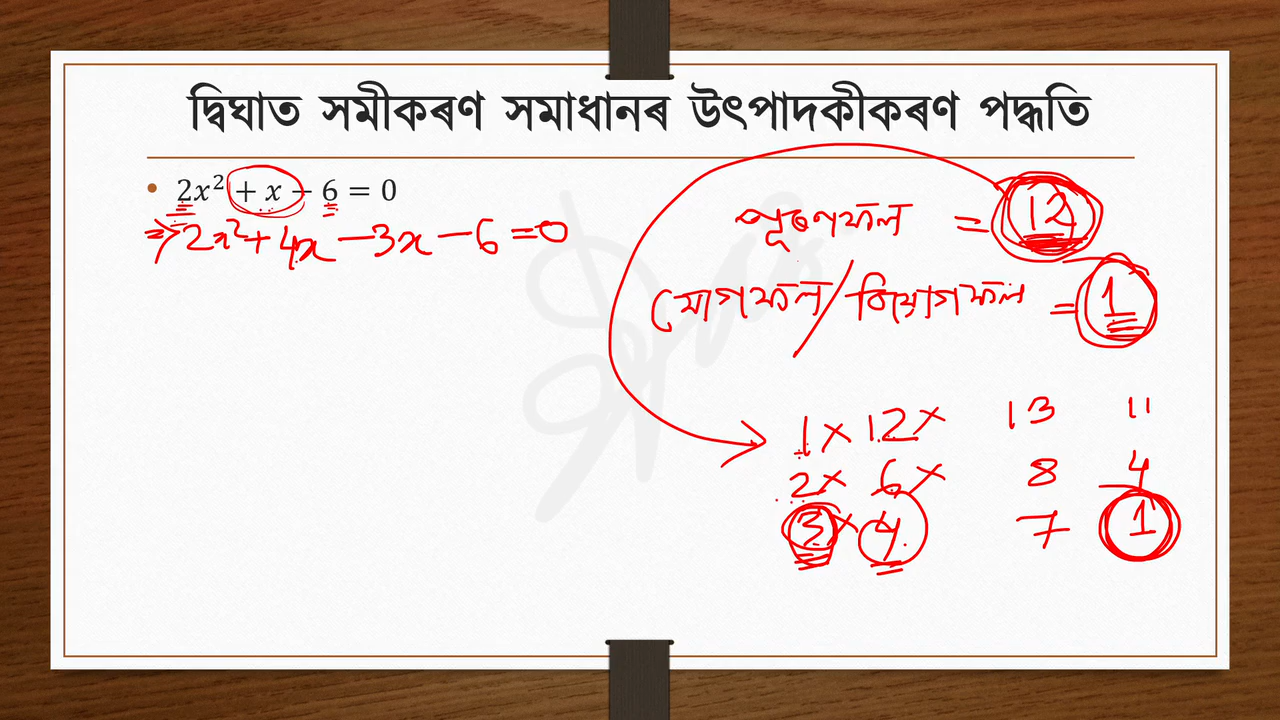 দ্বিঘাত সমীকৰণ সমাধানৰ উৎপাদকীকৰণ পদ্ধতি
• 2x² + x − 6 = 0
⇒ 2x² + 4x − 3x − 6 = 0
পূৰণফল = 12
যোগফল/বিয়োগফল = 1
1 × 12 × 13 11
2 × 6 × 8 4
3 × 4 7 1